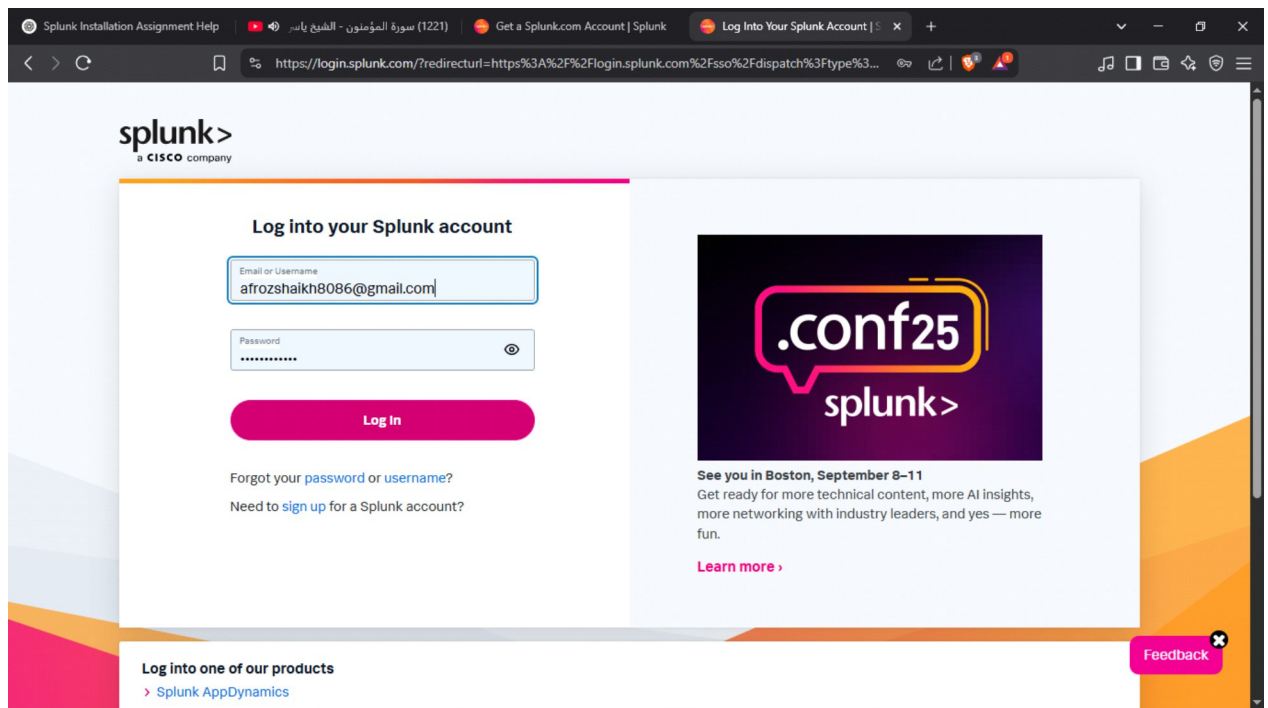 Splunk Installation Assignment Help
(1221) سورة المؤمنون - الشيخ ياسر
Get a Splunk.com Account | Splunk
Log Into Your Splunk Account | S
https://login.splunk.com/?redirecturl=https%3A%2F%2Flogin.splunk.com%2Fsso%2Fdispatch%3Ftype%3...
splunk>
a CISCO company
Log into your Splunk account
Email or Username
afrozshaikh8086@gmail.com
Password
••••••••••••
Log In
Forgot your password or username?
Need to sign up for a Splunk account?
.conf25
splunk>
See you in Boston, September 8–11
Get ready for more technical content, more AI insights,
more networking with industry leaders, and yes — more
fun.
Learn more ›
Feedback
Log into one of our products
› Splunk AppDynamics